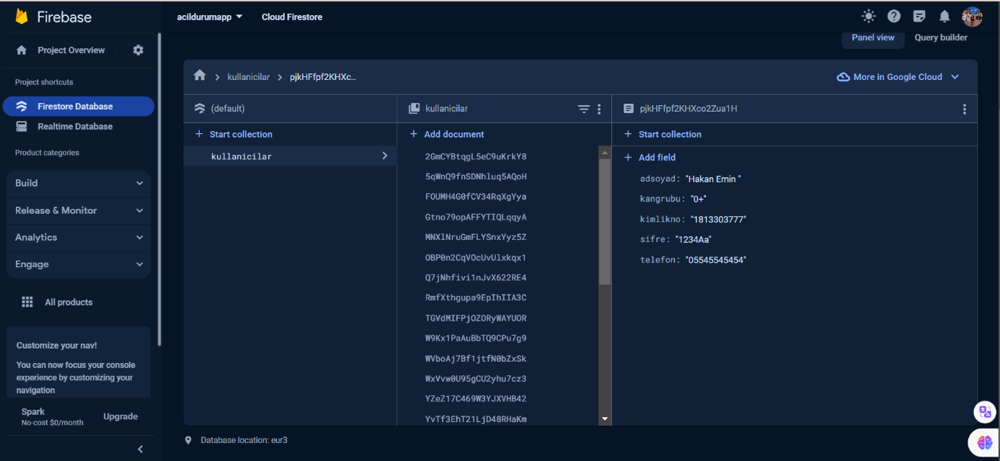 Firebase
acildurumapp
Cloud Firestore
Project Overview
Project shortcuts
Firestore Database
Realtime Database
Product categories
Build
Release & Monitor
Analytics
Engage
All products
Customize your nav!
You can now focus your console
experience by customizing your
navigation
Spark
No-cost $0/month
Upgrade
Panel view
Query builder
kullanicilar
pjkHFfpf2KHXc...
More in Google Cloud
(default)
Start collection
kullanicilar
kullanicilar
Add document
2GmCYBtqgL5eC9uKrkY8
5qWnQ9fnSDNhluq5AQoH
FOUMH4G0fCV34RqXgYya
Gtno79opAFFYTIQLqqyA
MNXlNruGmFLYSnxYyz5Z
OBP0n2CqVOcUvUlxkqx1
Q7jNhfivi1nJvX622RE4
RmfXthgupa9EpIhIIA3C
TGVdMIFPjOZORyWAYUOR
W9Kx1PaAuBbTQ9CPu7g9
WVboAj7Bf1jtfN0bZxSk
WxVvw0U95gCU2yhu7cz3
YZeZ17C469W3YJXVHB42
YvTf3EhT21LjD48RHaKm
pjkHFfpf2KHXco2Zua1H
Start collection
Add field
adsoyad: "Hakan Emin "
kangrubu: "0+"
kimlikno: "1813303777"
sifre: "1234Aa"
telefon: "05545545454"
Database location: eur3